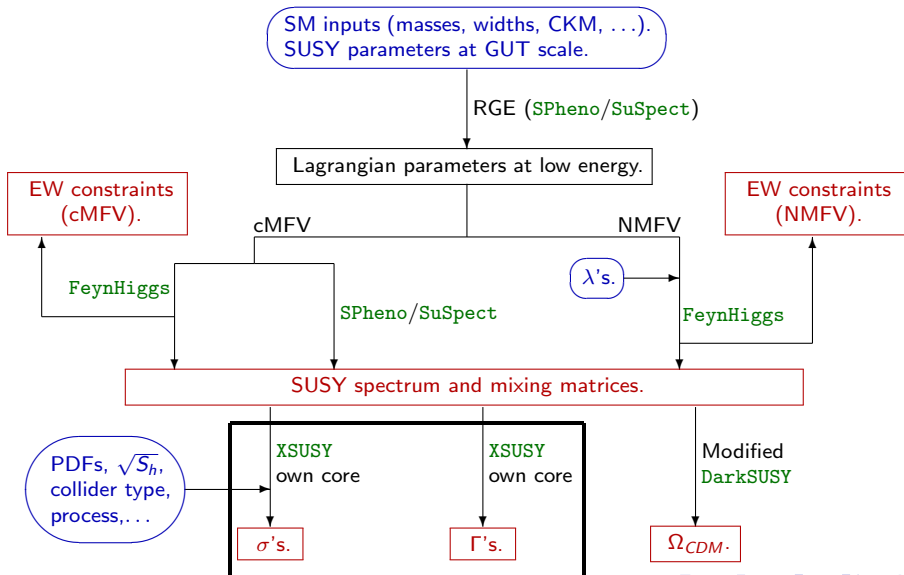 SM inputs (masses, widths, CKM, ...).
SUSY parameters at GUT scale.
RGE (SPheno/SuSpect)
Lagrangian parameters at low energy.
EW constraints
(cMFV).
EW constraints
(NMFV).
cMFV
NMFV
λ's.
FeynHiggs
SPheno/SuSpect
FeynHiggs
SUSY spectrum and mixing matrices.
PDFs, √S_h,
collider type,
process,...
XSUSY
own core
XSUSY
own core
Modified
DarkSUSY
σ's.
Γ's.
Ω_CDM.